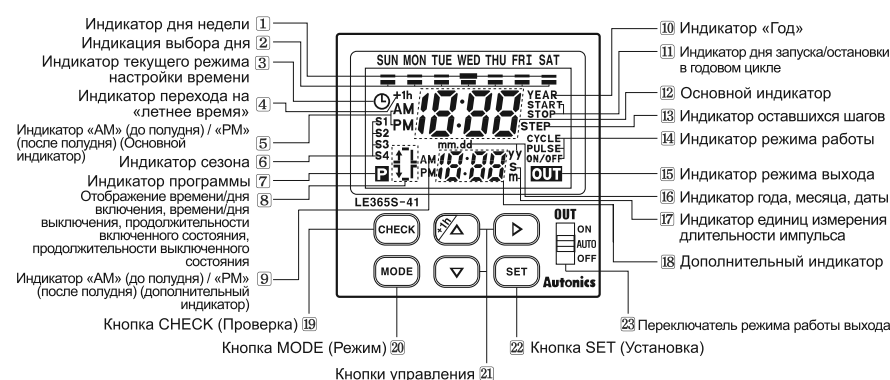 Индикатор дня недели 1
Индикация выбора дня 2
Индикатор текущего режима 3
настройки времени
Индикатор перехода на 4
«летнее время»
Индикатор «AM» (до полудня) / «PM» 5
(после полудня) (Основной
индикатор)
Индикатор сезона 6
Индикатор программы 7
Отображение времени/дня 8
включения, времени/дня
выключения, продолжительности
включенного состояния,
продолжительности выключенного
состояния
Индикатор «AM» (до полудня) / «PM» 9
(после полудня) (дополнительный
индикатор)
SUN MON TUE WED THU FRI SAT
+1h
AM
PM
18:88
YEAR
START
STOP
STEP
S1
S2
S3
S4
P
mm.dd
yy
AM
PM
18:88
s
m
CYCLE
PULSE
ON/OFF
OUT
LE365S-41
CHECK
+1h
MODE
SET
OUT
ON
AUTO
OFF
Autonics
10 Индикатор «Год»
11 Индикатор дня запуска/остановки
в годовом цикле
12 Основной индикатор
13 Индикатор оставшихся шагов
14 Индикатор режима работы
15 Индикатор режима выхода
16 Индикатор года, месяца, даты
17 Индикатор единиц измерения
длительности импульса
18 Дополнительный индикатор
Кнопка CHECK (Проверка) 19
Кнопка MODE (Режим) 20
Кнопки управления 21
22 Кнопка SET (Установка)
23 Переключатель режима работы выхода